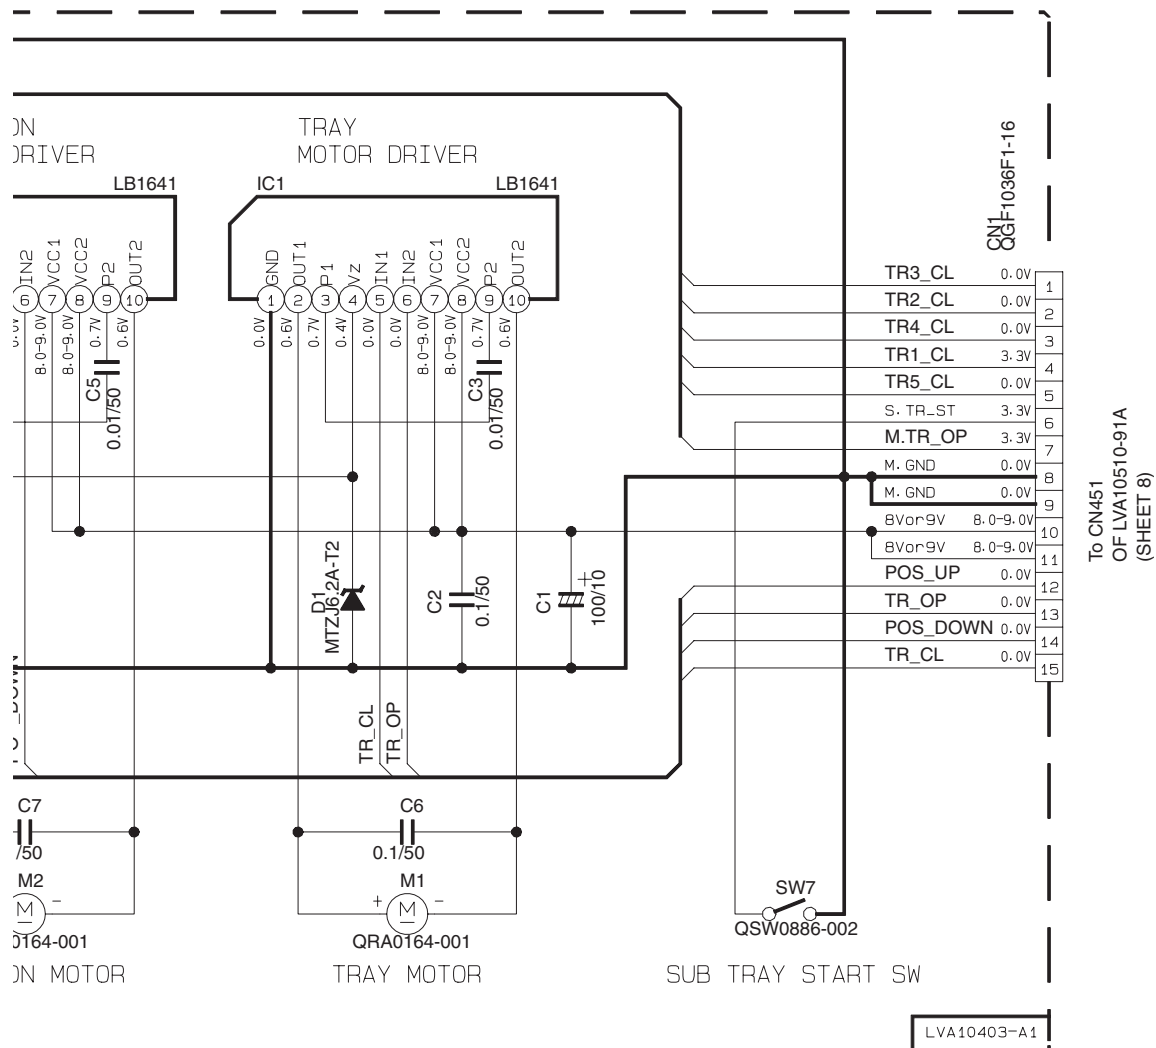 TRAY
MOTOR DRIVER
DRIVER
LB1641
IC1
LB1641
IN2
VCC1
VCC2
P2
OUT2
6 7 8 9 10
8.0-9.0V
8.0-9.0V
0.7V
0.6V
C5
0.01/50
GND
OUT1
P1
Vz
IN1
IN2
VCC1
VCC2
P2
OUT2
1 2 3 4 5 6 7 8 9 10
0.0V
0.6V
0.7V
0.4V
0.0V
0.0V
8.0-9.0V
8.0-9.0V
0.7V
0.6V
C3
0.01/50
CN1
QGF1036F1-16
TR3_CL 0.0V 1
TR2_CL 0.0V 2
TR4_CL 0.0V 3
TR1_CL 3.3V 4
TR5_CL 0.0V 5
S.TR_ST 3.3V 6
M.TR_OP 3.3V 7
M.GND 0.0V 8
M.GND 0.0V 9
8Vor9V 8.0-9.0V 10
8Vor9V 8.0-9.0V 11
POS_UP 0.0V 12
TR_OP 0.0V 13
POS_DOWN 0.0V 14
TR_CL 0.0V 15
To CN451
OF LVA10510-91A
(SHEET 8)
D1
MTZJ6.2A-T2
C2
0.1/50
C1
+
100/10
_DOWN
TR_CL
TR_OP
C7
/50
M2
M
-
0164-001
ON MOTOR
C6
0.1/50
M1
+ M -
QRA0164-001
TRAY MOTOR
SW7
QSW0886-002
SUB TRAY START SW
LVA10403-A1